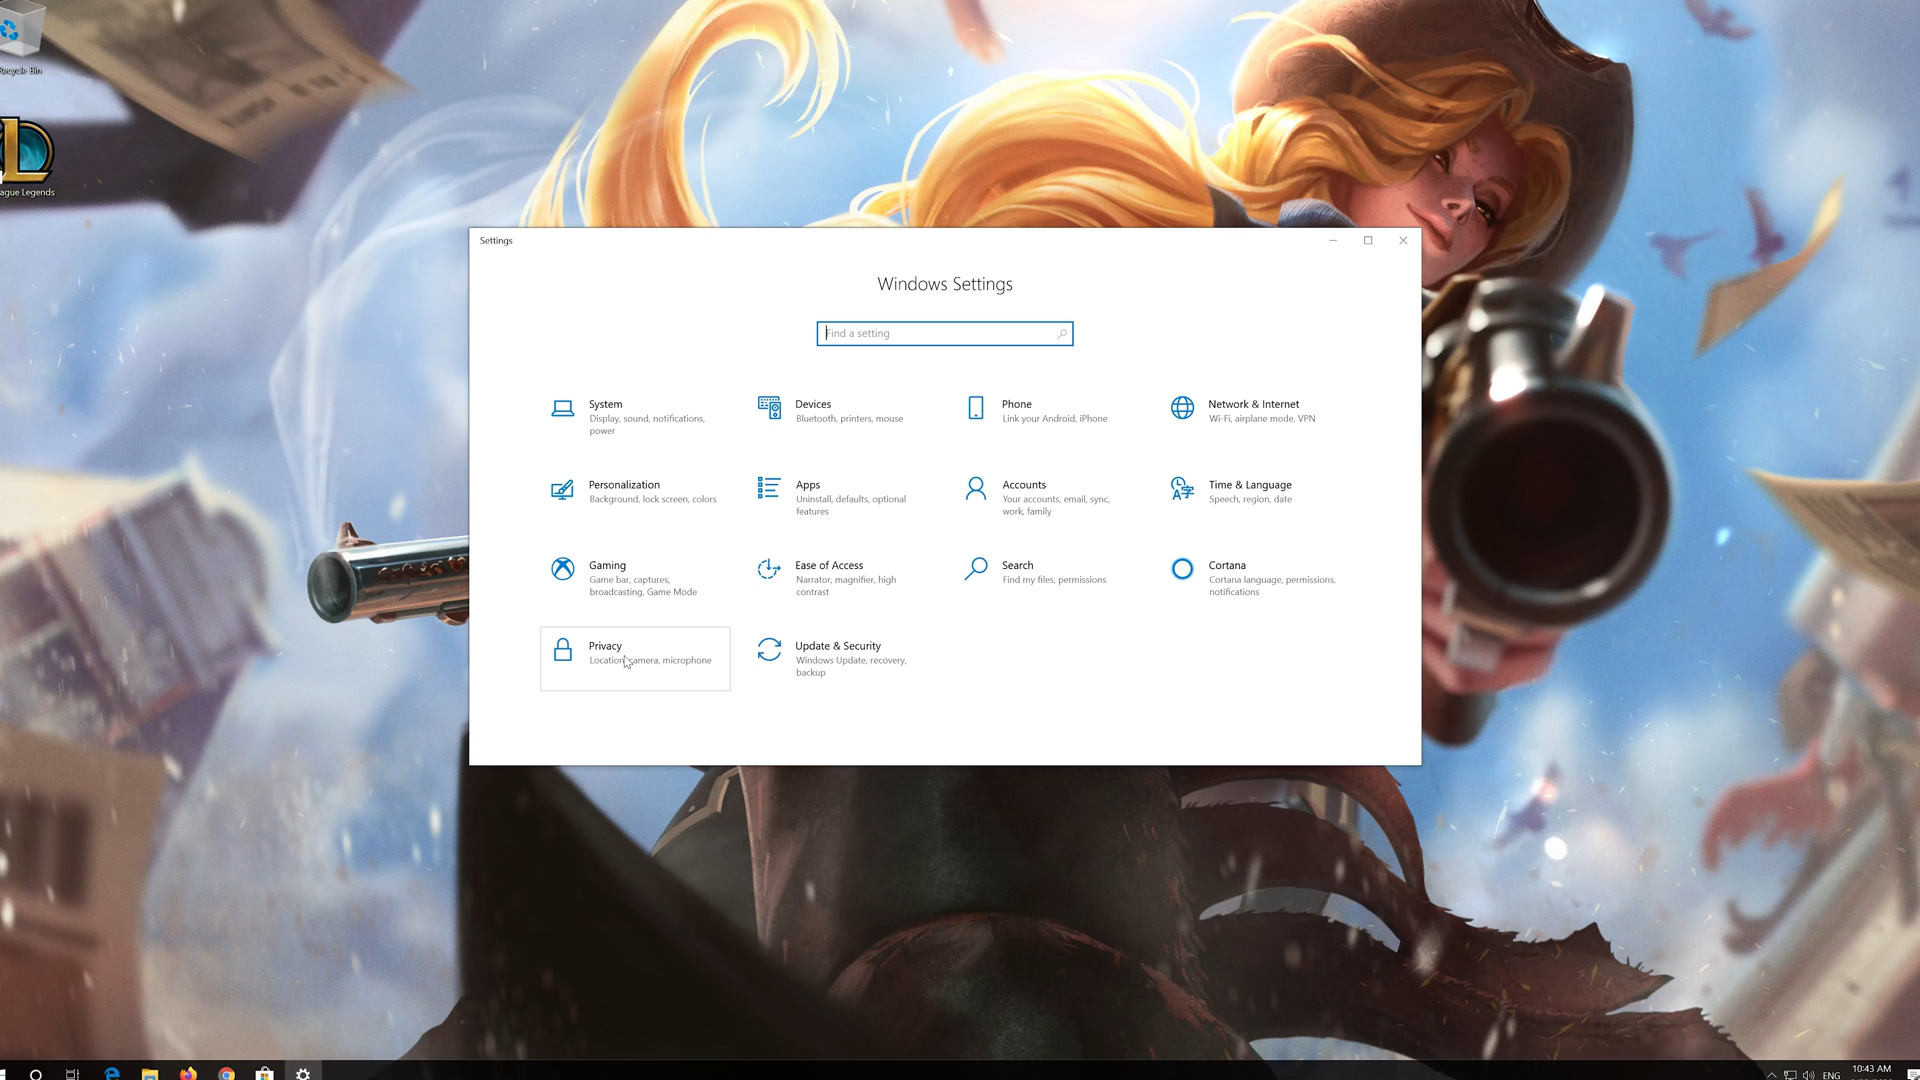 Recycle Bin
ague Legends
Settings
Windows Settings
Find a setting
System
Display, sound, notifications,
power
Devices
Bluetooth, printers, mouse
Phone
Link your Android, iPhone
Network & Internet
Wi-Fi, airplane mode, VPN
Personalization
Background, lock screen, colors
Apps
Uninstall, defaults, optional
features
Accounts
Your accounts, email, sync,
work, family
Time & Language
Speech, region, date
Gaming
Game bar, captures,
broadcasting, Game Mode
Ease of Access
Narrator, magnifier, high
contrast
Search
Find my files, permissions
Cortana
Cortana language, permissions,
notifications
Privacy
Location, camera, microphone
Update & Security
Windows Update, recovery,
backup
ENG
10:43 AM